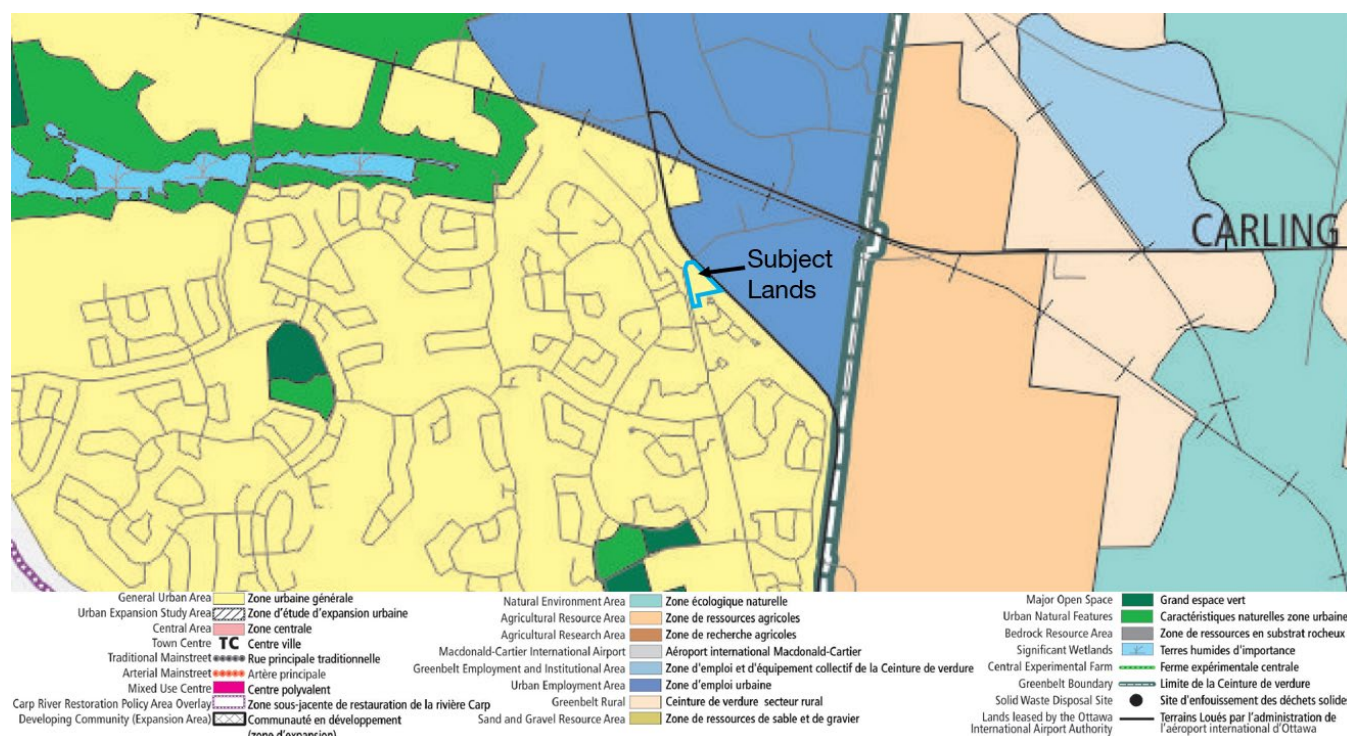 CARLING
Subject
Lands
General Urban Area Zone urbaine générale
Urban Expansion Study Area Zone d'étude d'expansion urbaine
Central Area Zone centrale
Town Centre TC Centre ville
Traditional Mainstreet Rue principale traditionnelle
Arterial Mainstreet Artère principale
Mixed Use Centre Centre polyvalent
Carp River Restoration Policy Area Overlay Zone sous-jacente de restauration de la rivière Carp
Developing Community (Expansion Area) Communauté en développement
(zone d'expansion)
Natural Environment Area Zone écologique naturelle
Agricultural Resource Area Zone de ressources agricoles
Agricultural Research Area Zone de recherche agricoles
Macdonald-Cartier International Airport Aéroport international Macdonald-Cartier
Greenbelt Employment and Institutional Area Zone d'emploi et d'équipement collectif de la Ceinture de verdure
Urban Employment Area Zone d'emploi urbaine
Greenbelt Rural Ceinture de verdure secteur rural
Sand and Gravel Resource Area Zone de ressources de sable et de gravier
Major Open Space Grand espace vert
Urban Natural Features Caractéristiques naturelles zone urbaine
Bedrock Resource Area Zone de ressources en substrat rocheux
Significant Wetlands Terres humides d'importance
Central Experimental Farm Ferme expérimentale centrale
Greenbelt Boundary Limite de la Ceinture de verdure
Solid Waste Disposal Site Site d'enfouissement des déchets solides
Lands leased by the Ottawa Terrains Loués par l'administration de
International Airport Authority l'aéroport international d'Ottawa